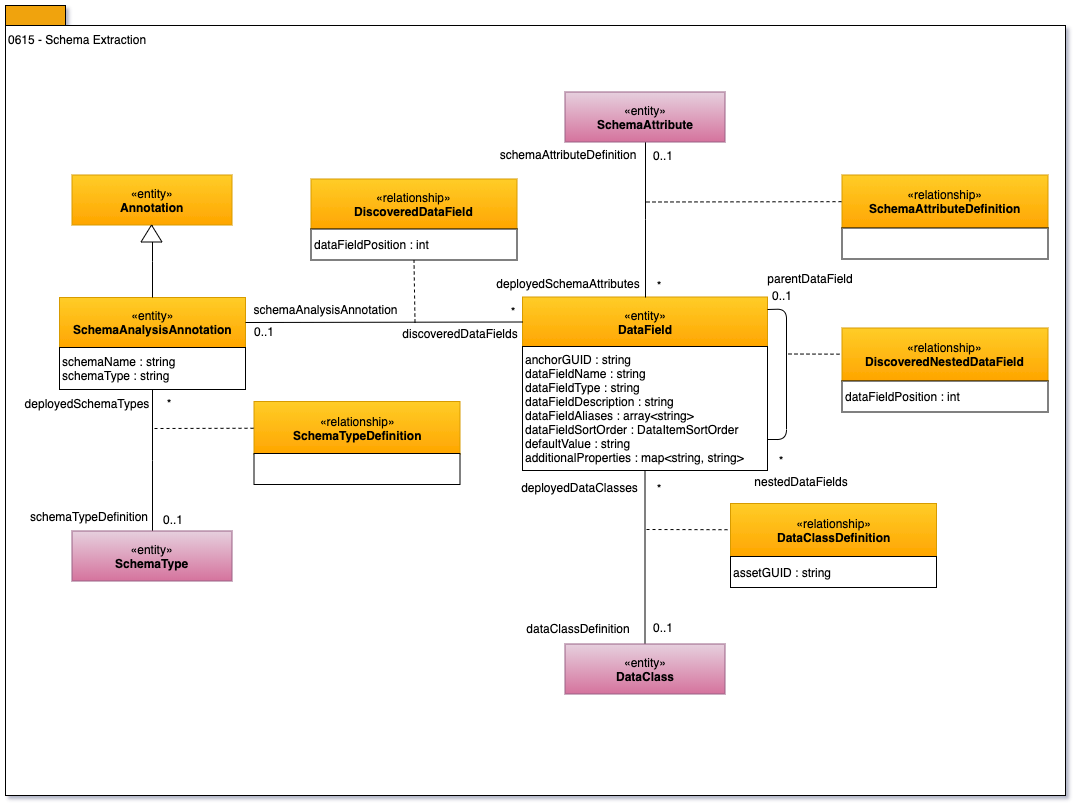 0615 - Schema Extraction
«entity»
SchemaAttribute
schemaAttributeDefinition
0..1
«entity»
Annotation
«relationship»
DiscoveredDataField
dataFieldPosition : int
«relationship»
SchemaAttributeDefinition
deployedSchemaAttributes
*
parentDataField
0..1
«entity»
SchemaAnalysisAnnotation
schemaName : string
schemaType : string
schemaAnalysisAnnotation
0..1
*
discoveredDataFields
«entity»
DataField
anchorGUID : string
dataFieldName : string
dataFieldType : string
dataFieldDescription : string
dataFieldAliases : array<string>
dataFieldSortOrder : DataItemSortOrder
defaultValue : string
additionalProperties : map<string, string>
«relationship»
DiscoveredNestedDataField
dataFieldPosition : int
*
nestedDataFields
deployedSchemaTypes
*
«relationship»
SchemaTypeDefinition
schemaTypeDefinition
0..1
«entity»
SchemaType
deployedDataClasses
*
«relationship»
DataClassDefinition
assetGUID : string
dataClassDefinition
0..1
«entity»
DataClass